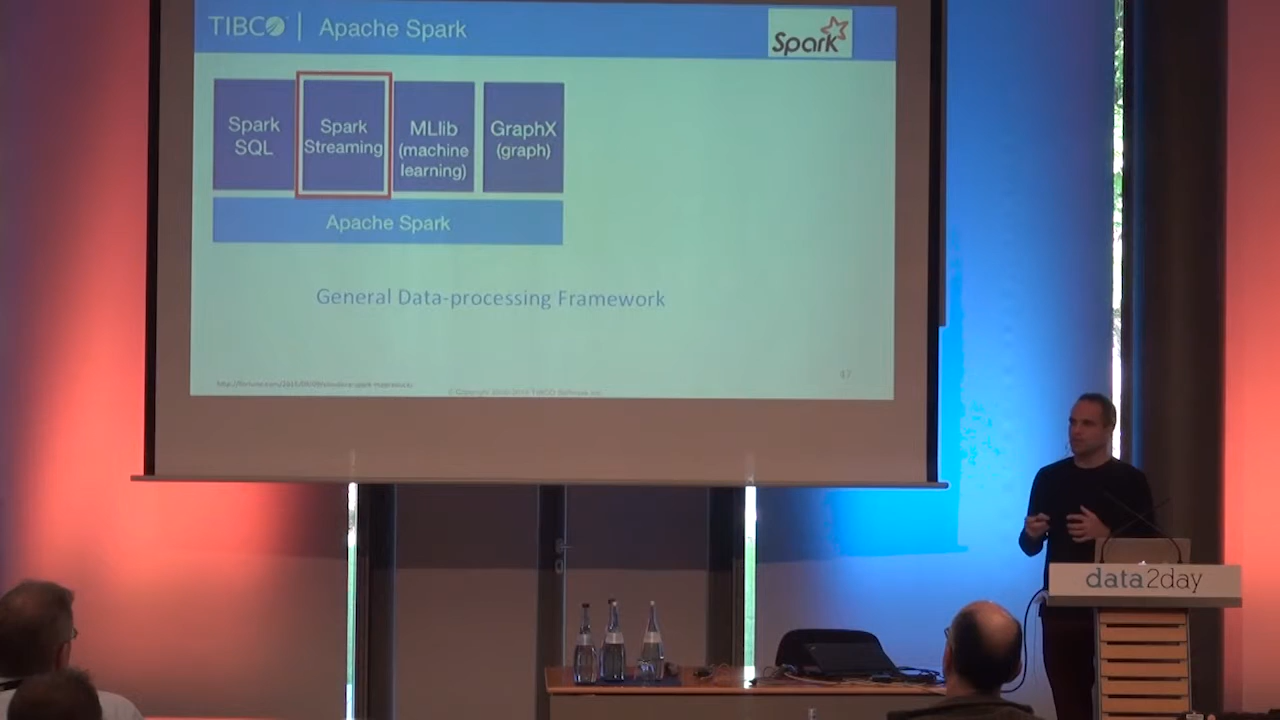 TIBCO | Apache Spark
Spark
Spark
SQL
Spark
Streaming
MLlib
(machine
learning)
GraphX
(graph)
Apache Spark
General Data-processing Framework
data2day